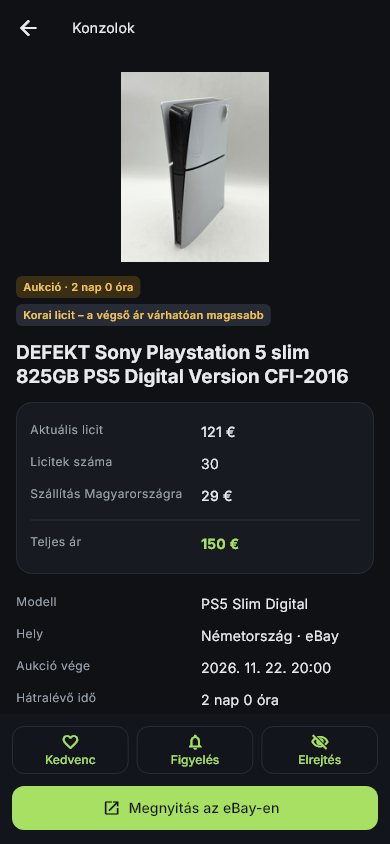 Konzolok
Aukció · 2 nap 0 óra
Korai licit – a végső ár várhatóan magasabb
DEFEKT Sony Playstation 5 slim
825GB PS5 Digital Version CFI-2016
Aktuális licit 121 €
Licitek száma 30
Szállítás Magyarországra 29 €
Teljes ár 150 €
Modell PS5 Slim Digital
Hely Németország · eBay
Aukció vége 2026. 11. 22. 20:00
Hátralévő idő 2 nap 0 óra
Kedvenc Figyelés Elrejtés
Megnyitás az eBay-en